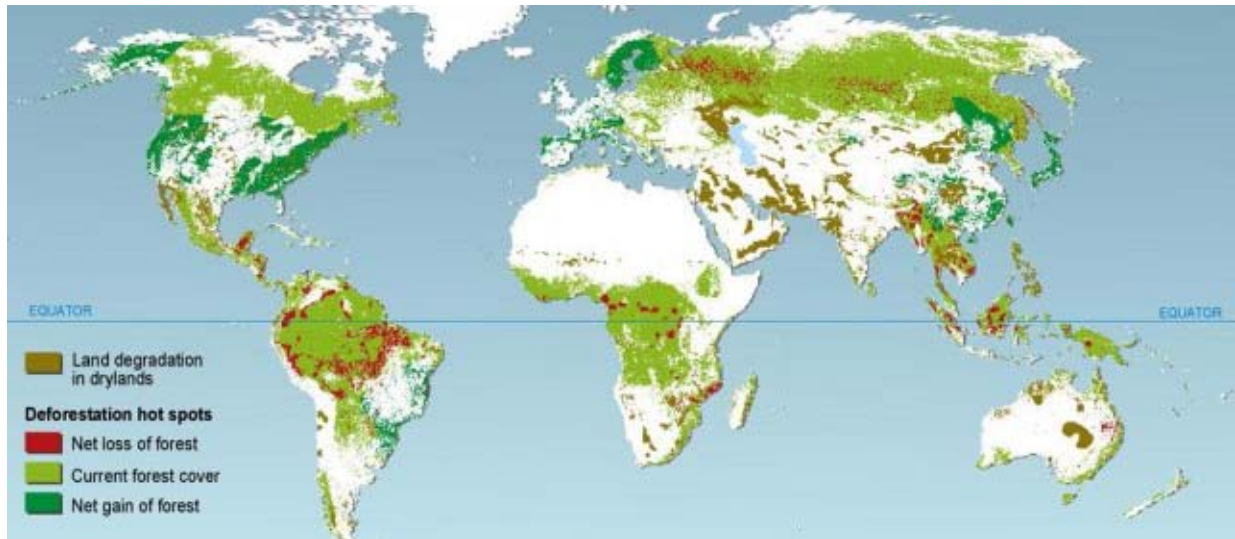 EQUATOR
EQUATOR
Land degradation
in drylands
Deforestation hot spots
Net loss of forest
Current forest cover
Net gain of forest